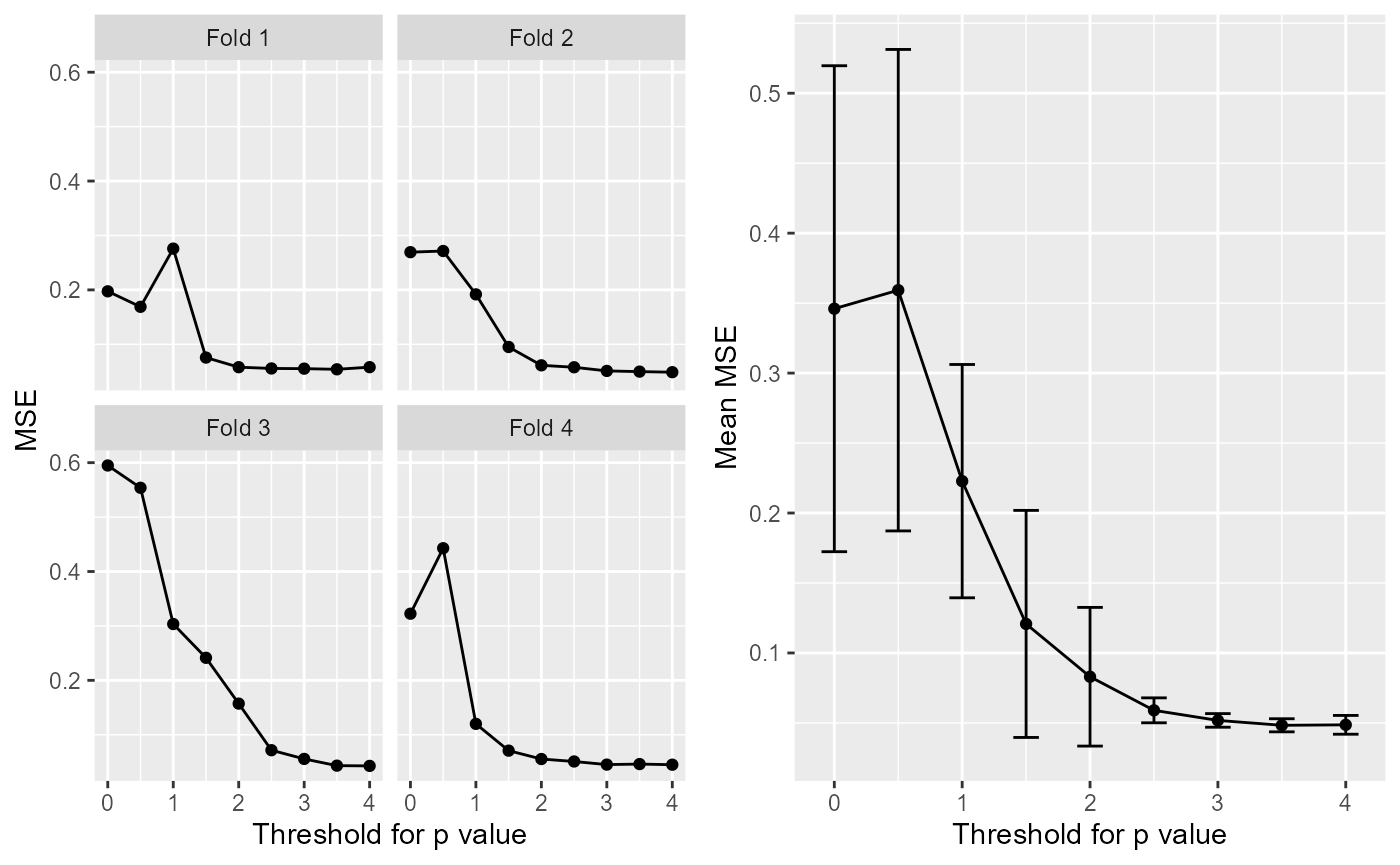 Fold 1
Fold 2
0.6
0.4
0.2
MSE
Fold 3
Fold 4
0.6
0.4
0.2
0 1 2 3 4
0 1 2 3 4
Threshold for p value
Mean MSE
0.5
0.4
0.3
0.2
0.1
0 1 2 3 4
Threshold for p value